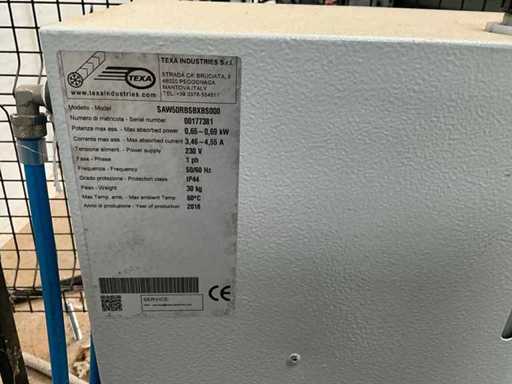 TEXA
www.texaindustries.com
TEXA INDUSTRIES S.r.l.
STRADA CA' BRUCIATA, 5
46020 PEGOGNAGA
MANTOVA ITALY
Modello - Model SAW50RB5BXBS000
Numero di matricola - Serial number 00177381
Potenza max ass. - Max absorbed power 0,65–0,69 kW
Corrente max ass. - Max absorbed current 3,46–4,55 A
Tensione aliment. - Power supply 230 V
Fase - Phase 1 ph
Frequenza - Frequency 50/60 Hz
Grado protezione - Protection class IP44
Peso - Weight 30 kg
Max Temp. amb. - Max ambient Temp 60°C
Anno di produzione - Year of production 2018
SERVICE:
CE